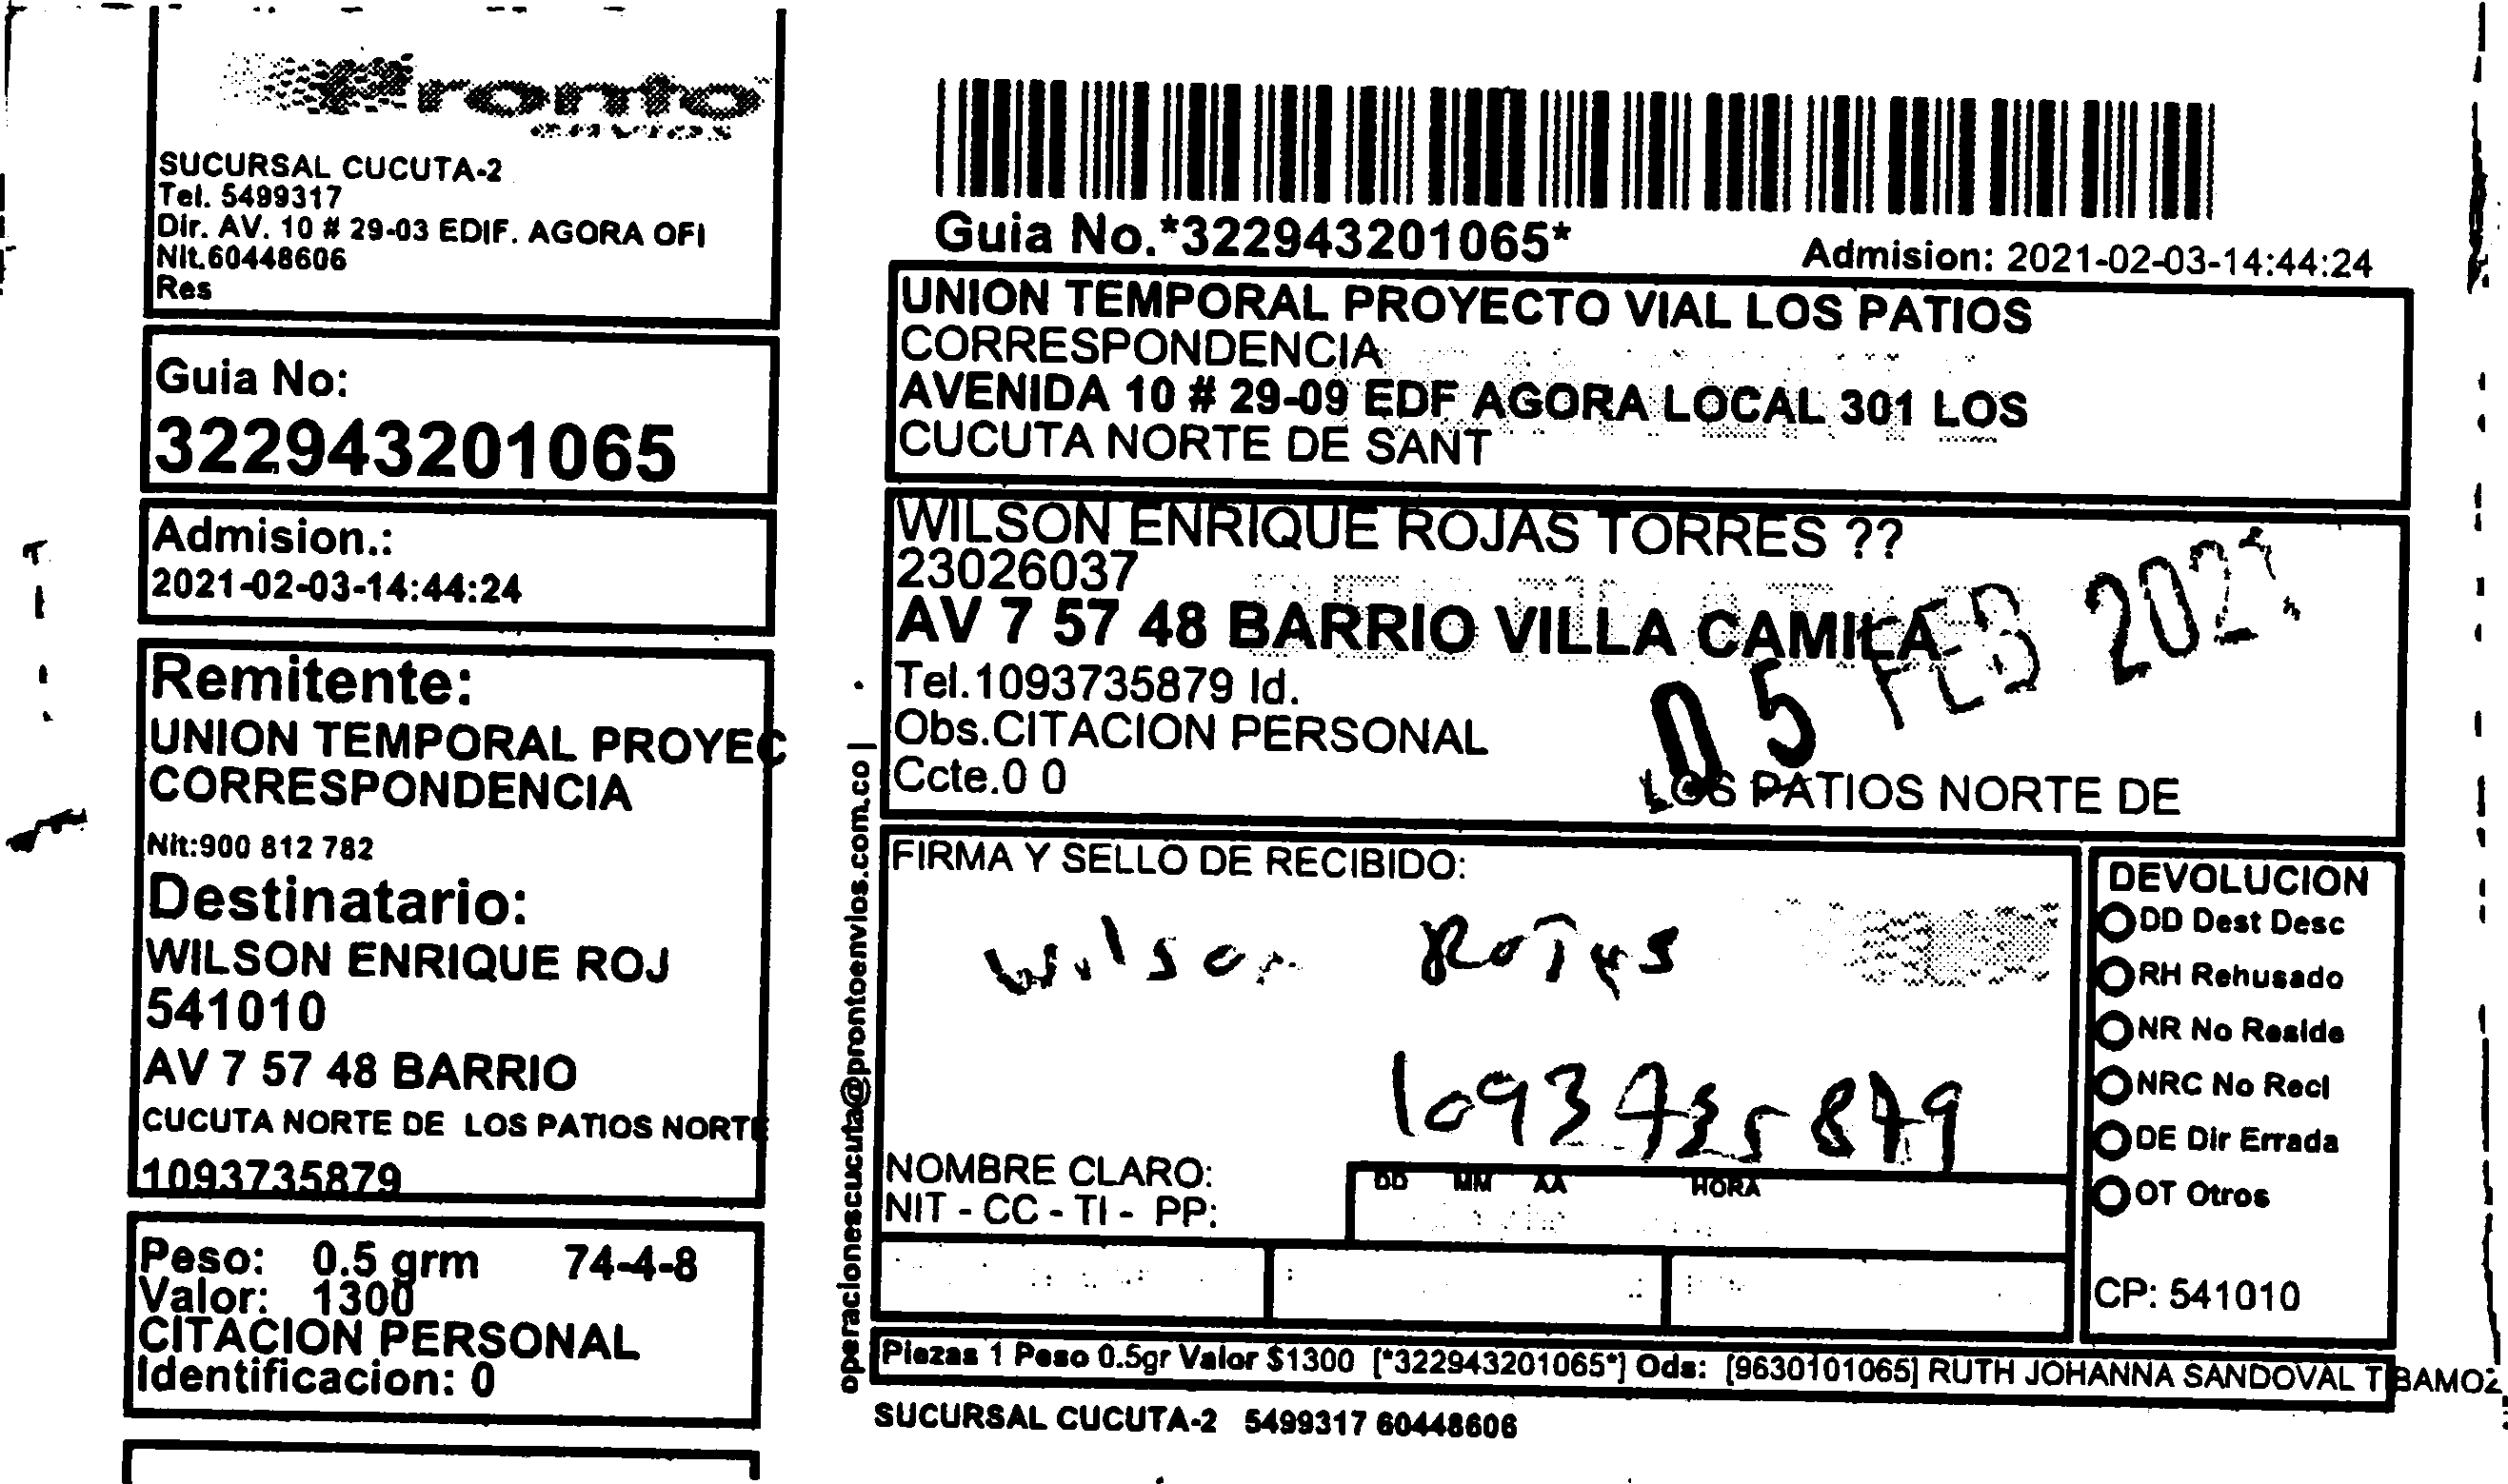 Pronto
envios
SUCURSAL CUCUTA-2
Tel. 5499317
Dir. AV. 10 # 29-03 EDIF. AGORA OFI
Nit.60448606
Res
Guia No:
322943201065
Admision.:
2021-02-03-14:44:24
Remitente:
UNION TEMPORAL PROYEC
CORRESPONDENCIA
Nit:900 812 782
Destinatario:
WILSON ENRIQUE ROJ
541010
AV 7 57 48 BARRIO
CUCUTA NORTE DE LOS PATIOS NORTE
1093735879
Peso: 0.5 grm 74-4-8
Valor: 1300
CITACION PERSONAL
Identificacion: 0
operacionescucuta@prontoenvios.com.co |
Guia No.*322943201065*
Admision: 2021-02-03-14:44:24
UNION TEMPORAL PROYECTO VIAL LOS PATIOS
CORRESPONDENCIA
AVENIDA 10 # 29-09 EDF AGORA LOCAL 301 LOS
CUCUTA NORTE DE SANT
WILSON ENRIQUE ROJAS TORRES ??
23026037
AV 7 57 48 BARRIO VILLA CAMILA
Tel.1093735879 Id.
Obs.CITACION PERSONAL
Ccte.0 0
05 FEB 2021
LOS PATIOS NORTE DE
FIRMA Y SELLO DE RECIBIDO:
Wilson Rojas
1093735879
NOMBRE CLARO:
NIT - CC - TI - PP:
DD MM AA HORA
DEVOLUCION
DD Dest Desc
RH Rehusado
NR No Reside
NRC No Recl
DE Dir Errada
OT Otros
CP: 541010
Piezas 1 Peso 0.5gr Valor $1300 [*322943201065*] Ods: [9630101065] RUTH JOHANNA SANDOVAL TIBAMOZ
SUCURSAL CUCUTA-2 5499317 60448606